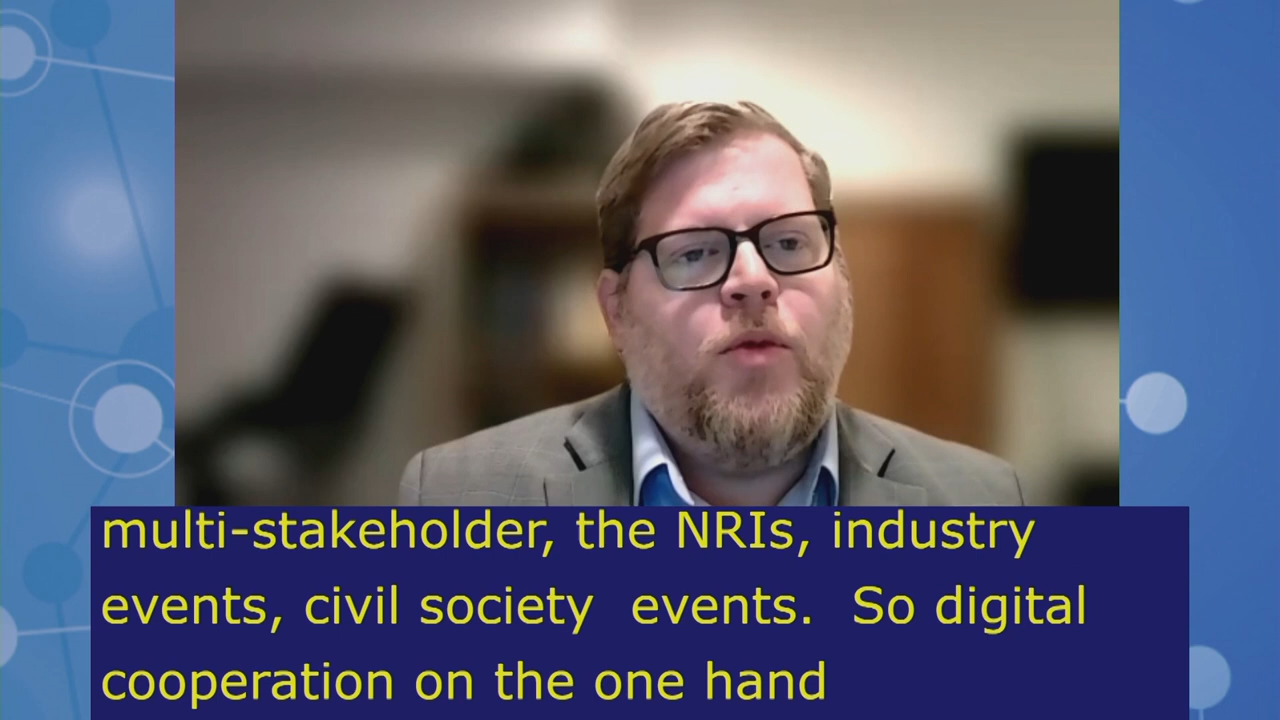 multi-stakeholder, the NRIs, industry
events, civil society  events.  So digital
cooperation on the one hand